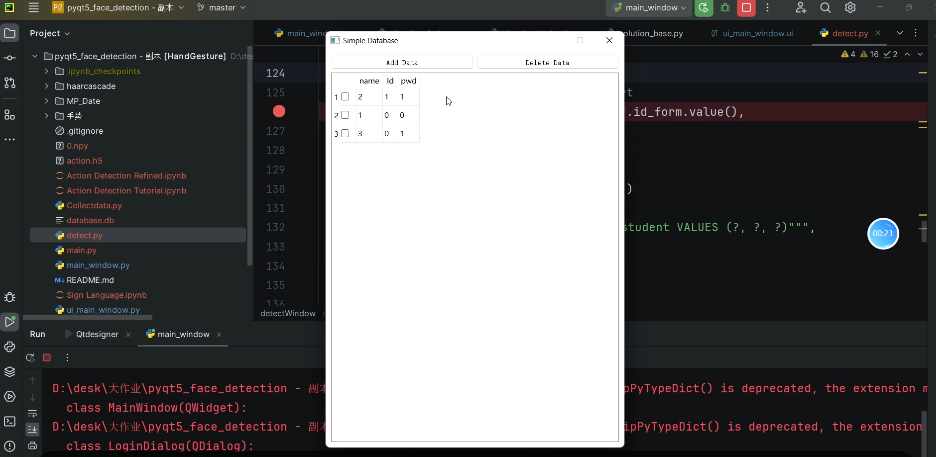 PF pyqt5_face_detection - 副本 master main_window
Project
main_win
olution_base.py
ui_main_window.ui
detect.py
pyqt5_face_detection - 副本 [HandGesture] D:\de
.ipynb_checkpoints
haarcascade
MP_Date
手势
.gitignore
0.npy
action.h5
Action Detection Refined.ipynb
Action Detection Tutorial.ipynb
Collectdata.py
database.db
detect.py
main.py
main_window.py
README.md
Sign Language.ipynb
ui_main_window.py
124
125
127
128
129
130
131
132
133
134
135
136
4 16 2
t
.id_form.value(),
)
student VALUES (?, ?, ?)""",
detectWindow
00:23
Simple Database
Add Data Delete Data
name Id pwd
1 2 1 1
2 1 0 0
3 3 0 1
Run Qtdesigner main_window
D:\desk\大作业\pyqt5_face_detection - 副本
ipPyTypeDict() is deprecated, the extension m
class MainWindow(QWidget):
D:\desk\大作业\pyqt5_face_detection - 副本
ipPyTypeDict() is deprecated, the extension
class LoginDialog(QDialog):